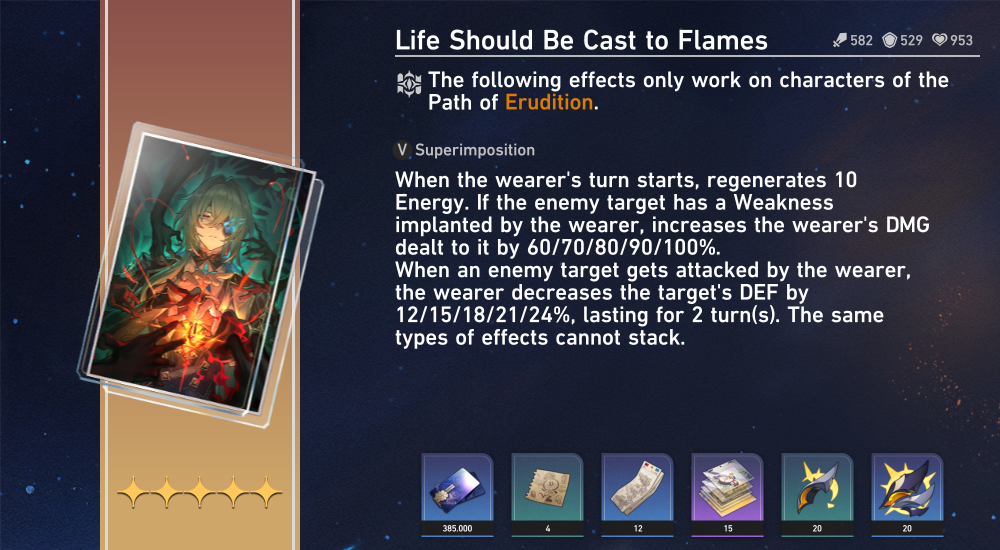 Life Should Be Cast to Flames
582 529 953
The following effects only work on characters of the
Path of Erudition.
V Superimposition
When the wearer's turn starts, regenerates 10
Energy. If the enemy target has a Weakness
implanted by the wearer, increases the wearer's DMG
dealt to it by 60/70/80/90/100%.
When an enemy target gets attacked by the wearer,
the wearer decreases the target's DEF by
12/15/18/21/24%, lasting for 2 turn(s). The same
types of effects cannot stack.
385.000 4 12 15 20 20